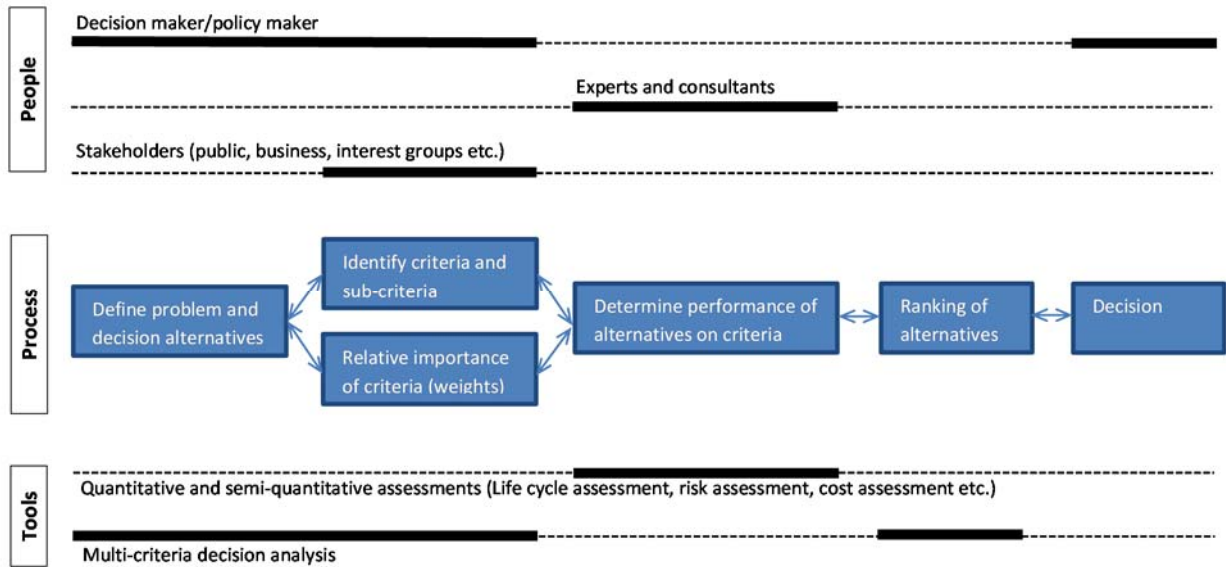 People
Decision maker/policy maker
Experts and consultants
Stakeholders (public, business, interest groups etc.)
Process
Define problem and
decision alternatives
Identify criteria and
sub-criteria
Relative importance
of criteria (weights)
Determine performance of
alternatives on criteria
Ranking of
alternatives
Decision
Tools
Quantitative and semi-quantitative assessments (Life cycle assessment, risk assessment, cost assessment etc.)
Multi-criteria decision analysis